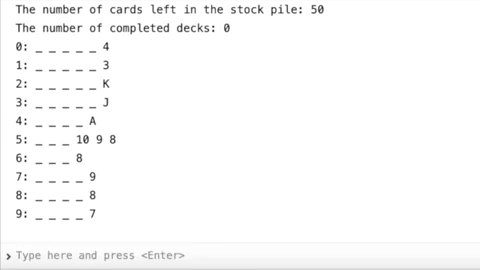 The number of cards left in the stock pile: 50
The number of completed decks: 0
0: _ _ _ _ _ 4
1: _ _ _ _ _ 3
2: _ _ _ _ _ K
3: _ _ _ _ _ J
4: _ _ _ _ A
5: _ _ _ 10 9 8
6: _ _ _ 8
7: _ _ _ _ 9
8: _ _ _ _ 8
9: _ _ _ _ 7
Type here and press <Enter>